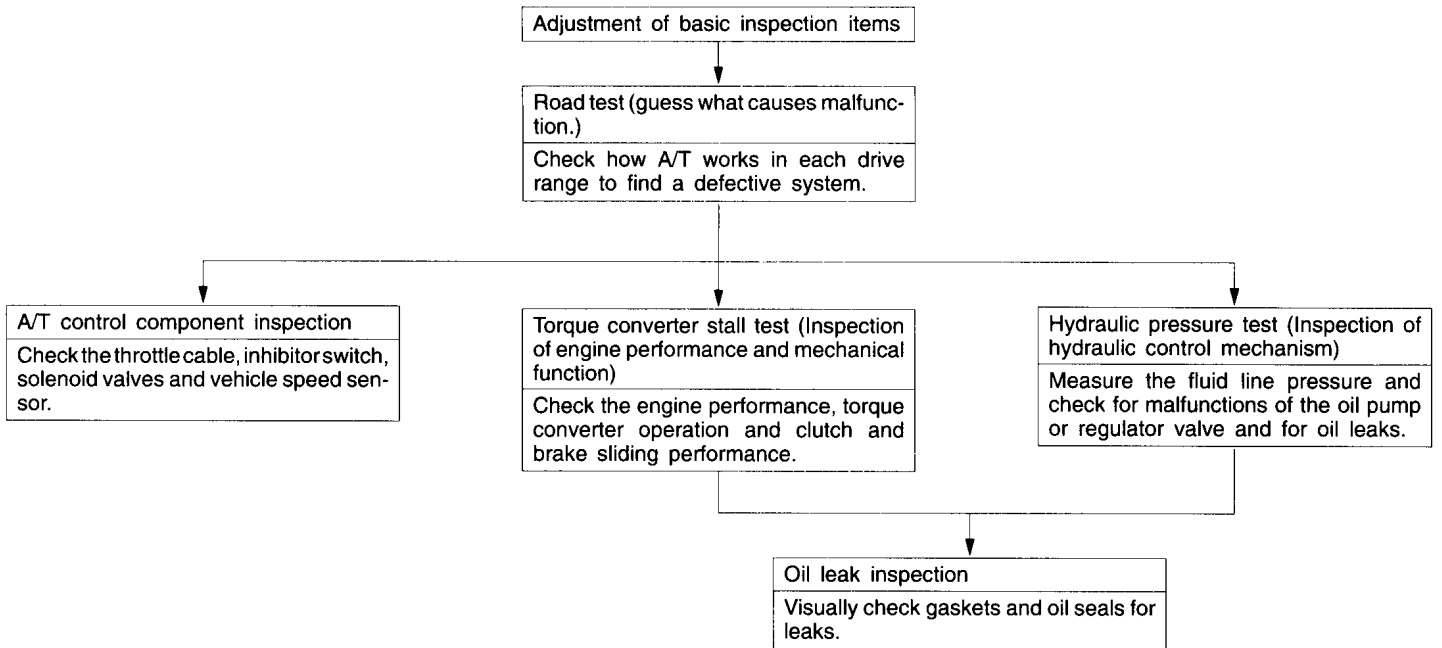 Adjustment of basic inspection items
Road test (guess what causes malfunc-
tion.)
Check how A/T works in each drive
range to find a defective system.
A/T control component inspection
Check the throttle cable, inhibitor switch,
solenoid valves and vehicle speed sen-
sor.
Torque converter stall test (Inspection
of engine performance and mechanical
function)
Check the engine performance, torque
converter operation and clutch and
brake sliding performance.
Hydraulic pressure test (Inspection of
hydraulic control mechanism)
Measure the fluid line pressure and
check for malfunctions of the oil pump
or regulator valve and for oil leaks.
Oil leak inspection
Visually check gaskets and oil seals for
leaks.